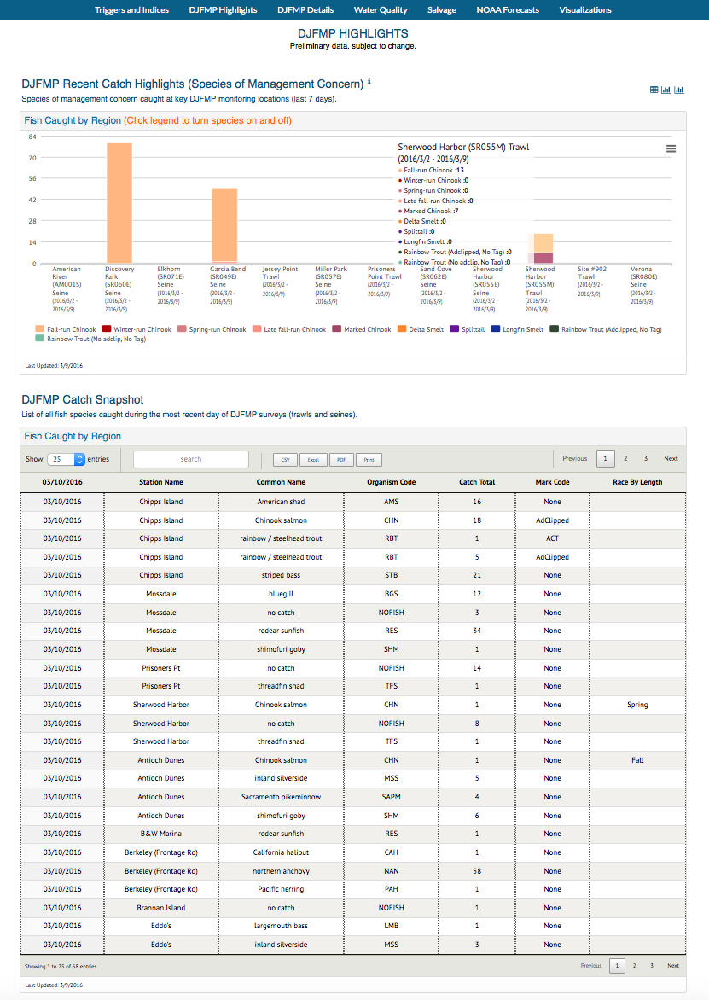 Triggers and Indices DJFMP Highlights DJFMP Details Water Quality Salvage NOAA Forecasts Visualizations
DJFMP HIGHLIGHTS
Preliminary data, subject to change.
DJFMP Recent Catch Highlights (Species of Management Concern) i
Species of management concern caught at key DJFMP monitoring locations (last 7 days).
Fish Caught by Region (Click legend to turn species on and off)
84
70
56
42
28
14
0
Sherwood Harbor (SR055M) Trawl
(2016/3/2 - 2016/3/9)
Fall-run Chinook :13
Winter-run Chinook :0
Spring-run Chinook :0
Late fall-run Chinook :0
Marked Chinook :7
Delta Smelt :0
Splittail :0
Longfin Smelt :0
Rainbow Trout (Adclipped, No Tag) :0
Rainbow Trout (No adclip, No Tag) :0
American River (AM001S) Seine (2016/3/2 - 2016/3/9)
Discovery Park (SR060E) Seine (2016/3/2 - 2016/3/9)
Elkhorn (SR071E) Seine (2016/3/2 - 2016/3/9)
Garcia Bend (SR049E) Seine (2016/3/2 - 2016/3/9)
Jersey Point Trawl (2016/3/2 - 2016/3/9)
Miller Park (SR057E) Seine (2016/3/2 - 2016/3/9)
Prisoners Point Trawl (2016/3/2 - 2016/3/9)
Sand Cove (SR062E) Seine (2016/3/2 - 2016/3/9)
Sherwood Harbor (SR055E) Seine (2016/3/2 - 2016/3/9)
Sherwood Harbor (SR055M) Trawl (2016/3/2 - 2016/3/9)
Site #902 Trawl (2016/3/2 - 2016/3/9)
Verona (SR080E) Seine (2016/3/2 - 2016/3/9)
Fall-run Chinook Winter-run Chinook Spring-run Chinook Late fall-run Chinook Marked Chinook Delta Smelt Splittail Longfin Smelt Rainbow Trout (Adclipped, No Tag)
Rainbow Trout (No adclip, No Tag)
Last Updated: 3/9/2016
DJFMP Catch Snapshot
List of all fish species caught during the most recent day of DJFMP surveys (trawls and seines).
Fish Caught by Region
Show 25 entries search CSV Excel PDF Print Previous 1 2 3 Next
03/10/2016 Station Name Common Name Organism Code Catch Total Mark Code Race By Length
03/10/2016 Chipps Island American shad AMS 16 None
03/10/2016 Chipps Island Chinook salmon CHN 18 AdClipped
03/10/2016 Chipps Island rainbow / steelhead trout RBT 1 ACT
03/10/2016 Chipps Island rainbow / steelhead trout RBT 5 AdClipped
03/10/2016 Chipps Island striped bass STB 21 None
03/10/2016 Mossdale bluegill BGS 12 None
03/10/2016 Mossdale no catch NOFISH 3 None
03/10/2016 Mossdale redear sunfish RES 34 None
03/10/2016 Mossdale shimofuri goby SHM 1 None
03/10/2016 Prisoners Pt no catch NOFISH 14 None
03/10/2016 Prisoners Pt threadfin shad TFS 1 None
03/10/2016 Sherwood Harbor Chinook salmon CHN 1 None Spring
03/10/2016 Sherwood Harbor no catch NOFISH 8 None
03/10/2016 Sherwood Harbor threadfin shad TFS 1 None
03/10/2016 Antioch Dunes Chinook salmon CHN 1 None Fall
03/10/2016 Antioch Dunes inland silverside MSS 5 None
03/10/2016 Antioch Dunes Sacramento pikeminnow SAPM 4 None
03/10/2016 Antioch Dunes shimofuri goby SHM 6 None
03/10/2016 B&W Marina redear sunfish RES 1 None
03/10/2016 Berkeley (Frontage Rd) California halibut CAH 1 None
03/10/2016 Berkeley (Frontage Rd) northern anchovy NAN 58 None
03/10/2016 Berkeley (Frontage Rd) Pacific herring PAH 1 None
03/10/2016 Brannan Island no catch NOFISH 1 None
03/10/2016 Eddo's largemouth bass LMB 1 None
03/10/2016 Eddo's inland silverside MSS 3 None
Showing 1 to 25 of 68 entries Previous 1 2 3 Next
Last Updated: 3/9/2016